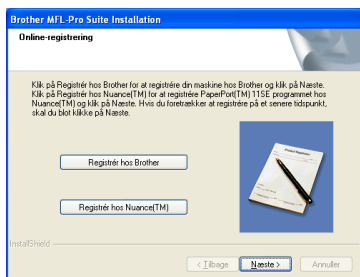 Brother MFL-Pro Suite Installation
Online-registrering
Klik på Registrér hos Brother for at registrére din maskine hos Brother og klik på Næste.
Klik på Registrér hos Nuance(TM) for at registrére PaperPort(TM) 11SE programmet hos
Nuance(TM) og klik på Næste. Hvis du foretrækker at registrére på et senere tidspunkt,
skal du blot klikke på Næste.
Registrér hos Brother
Registrér hos Nuance(TM)
InstallShield
< Tilbage
Næste >
Annuller